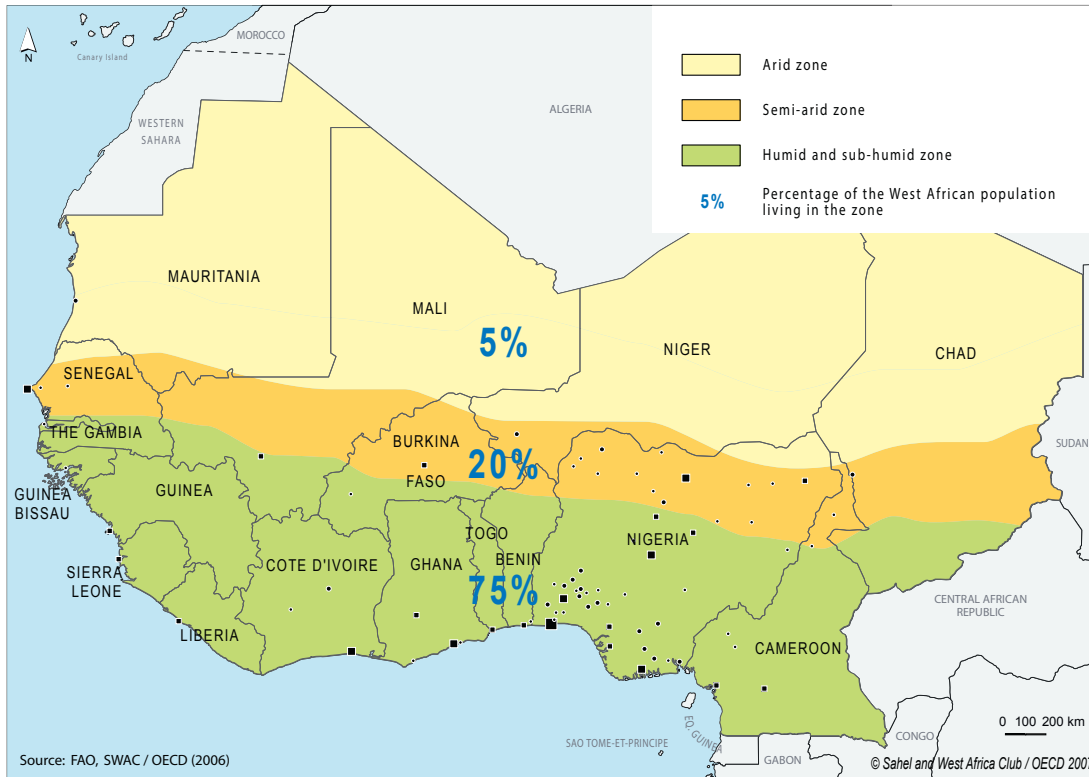 MOROCCO
Canary Island
N
Arid zone
Semi-arid zone
Humid and sub-humid zone
5%
Percentage of the West African population
living in the zone
ALGERIA
WESTERN
SAHARA
MAURITANIA
MALI
5%
NIGER
CHAD
SENEGAL
SUDAN
THE GAMBIA
BURKINA
FASO
20%
GUINEA
BISSAU
GUINEA
TOGO
NIGERIA
COTE D'IVOIRE
GHANA
BENIN
75%
SIERRA
LEONE
LIBERIA
CENTRAL AFRICAN
REPUBLIC
CAMEROON
EQ. GUINEA
SAO TOME-ET-PRINCIPE
GABON
CONGO
0 100 200 km
Source: FAO, SWAC / OECD (2006)
© Sahel and West Africa Club / OECD